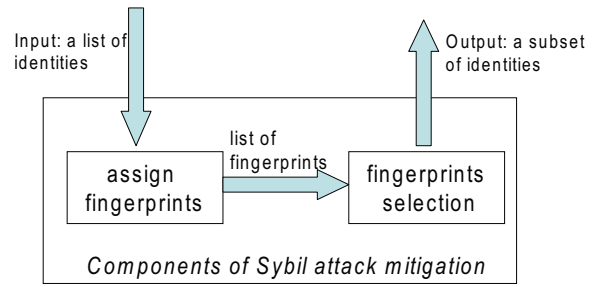 Input: a list of
identities
Output: a subset
of identities
list of
fingerprints
assign
fingerprints
fingerprints
selection
Components of Sybil attack mitigation